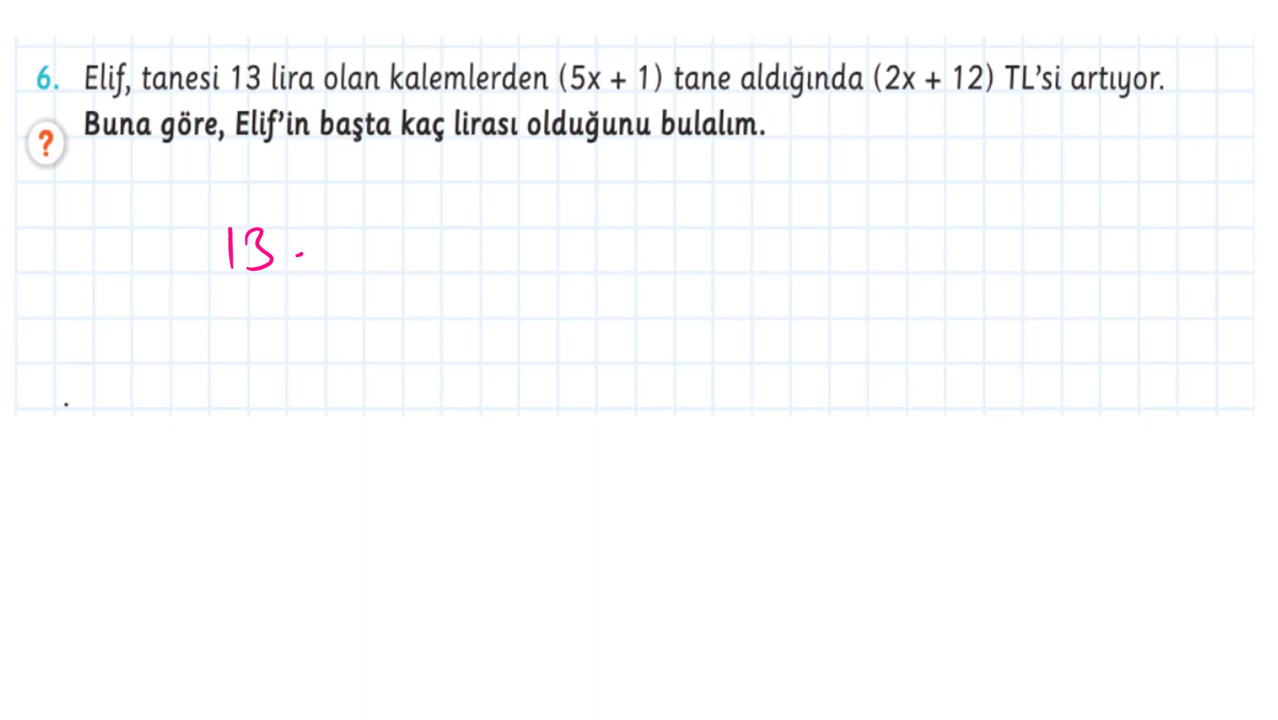 6. Elif, tanesi 13 lira olan kalemlerden (5x + 1) tane aldığında (2x + 12) TL'si artıyor.
? Buna göre, Elif'in başta kaç lirası olduğunu bulalım.
13 .